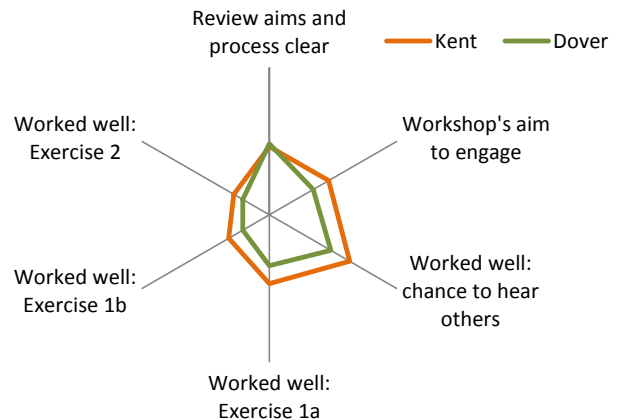 Review aims and
process clear
Kent
Dover
Workshop's aim
to engage
Worked well:
chance to hear
others
Worked well:
Exercise 1a
Worked well:
Exercise 1b
Worked well:
Exercise 2